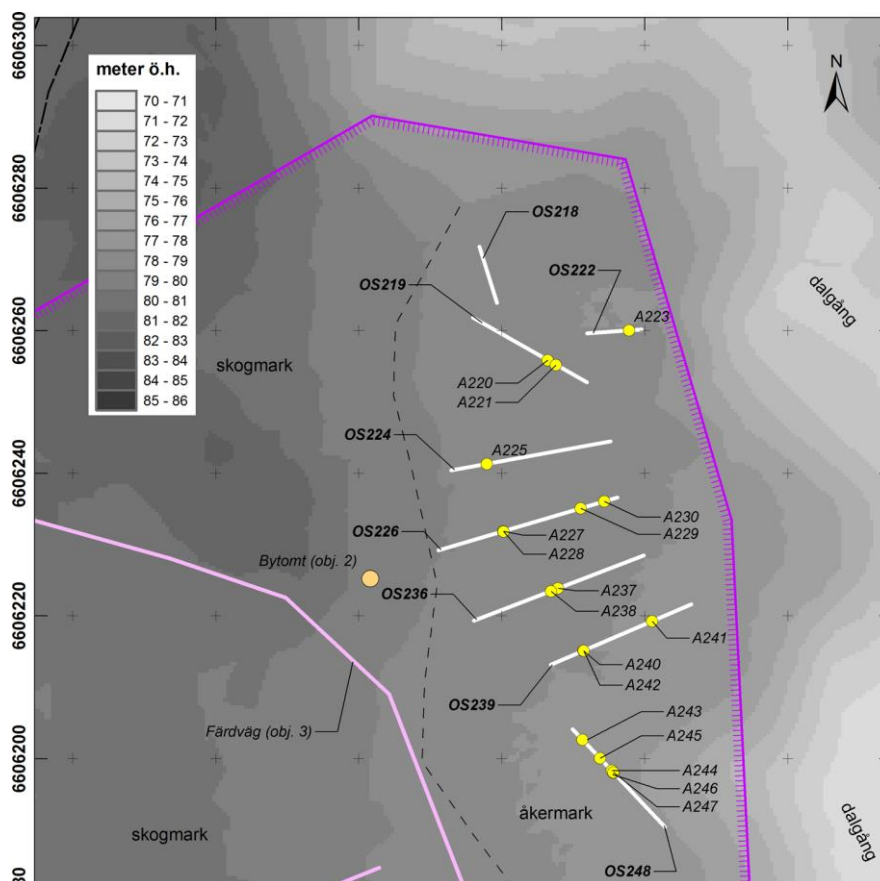 6606300
6606280
6606260
6606240
6606220
6606200
80
meter ö.h.
70 - 71
71 - 72
72 - 73
73 - 74
74 - 75
75 - 76
76 - 77
77 - 78
78 - 79
79 - 80
80 - 81
81 - 82
82 - 83
83 - 84
84 - 85
85 - 86
N
OS218
OS222
OS219
dalgång
A223
skogmark
A220
A221
OS224
A225
A230
OS226
A227
A229
A228
Bytomt (obj. 2)
OS236
A237
A238
A241
A240
OS239
A242
Färdväg (obj. 3)
A243
A245
A244
A246
A247
åkermark
skogmark
dalgång
OS248